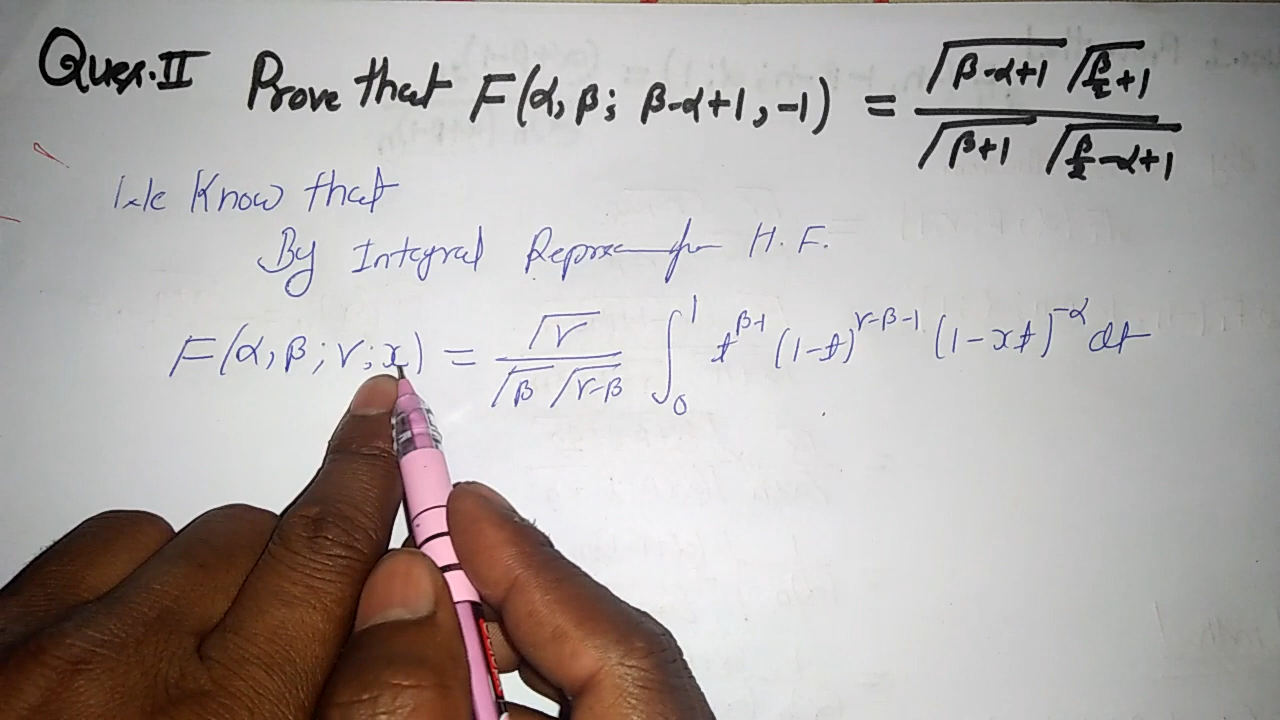 Ques.II Prove that F(α, β; β-α+1, -1) = Γ(β-α+1) Γ(β/2+1) / Γ(β+1) Γ(β/2-α+1)
We Know that
By Integral for H.F.
F(α, β; γ; x) = Γγ / Γβ Γ(γ-β) ∫₀¹ t^(β-1) (1-t)^(γ-β-1) (1-xt)^(-α) dt